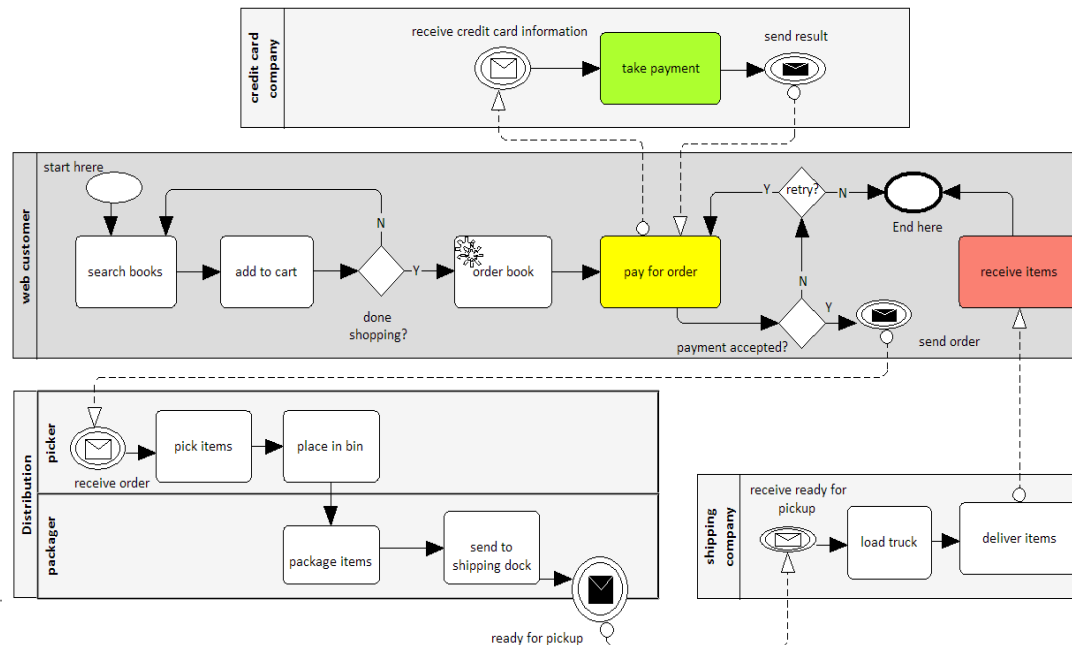 credit card
company
receive credit card information
take payment
send result
web customer
start hrere
search books
add to cart
N
Y
done
shopping?
order book
pay for order
Y
retry?
N
N
Y
payment accepted?
End here
receive items
send order
Distribution
picker
receive order
pick items
place in bin
packager
package items
send to
shipping dock
ready for pickup
shipping
company
receive ready for
pickup
load truck
deliver items